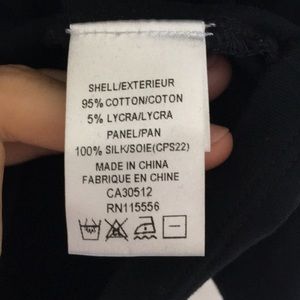 SHELL/EXTERIEUR
95% COTTON/COTON
5% LYCRA/LYCRA
PANEL/PAN
100% SILK/SOIE(CPS22)
MADE IN CHINA
FABRIQUE EN CHINE
CA30512
RN115556